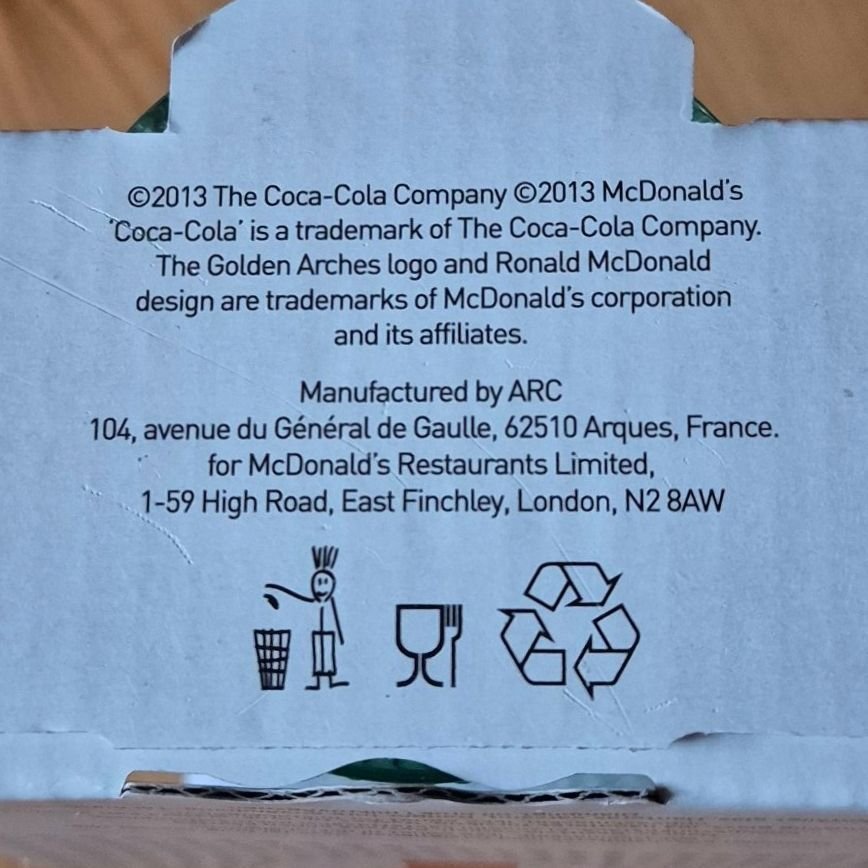 ©2013 The Coca-Cola Company ©2013 McDonald's
'Coca-Cola' is a trademark of The Coca-Cola Company.
The Golden Arches logo and Ronald McDonald
design are trademarks of McDonald's corporation
and its affiliates.
Manufactured by ARC
104, avenue du Général de Gaulle, 62510 Arques, France.
for McDonald's Restaurants Limited,
1-59 High Road, East Finchley, London, N2 8AW